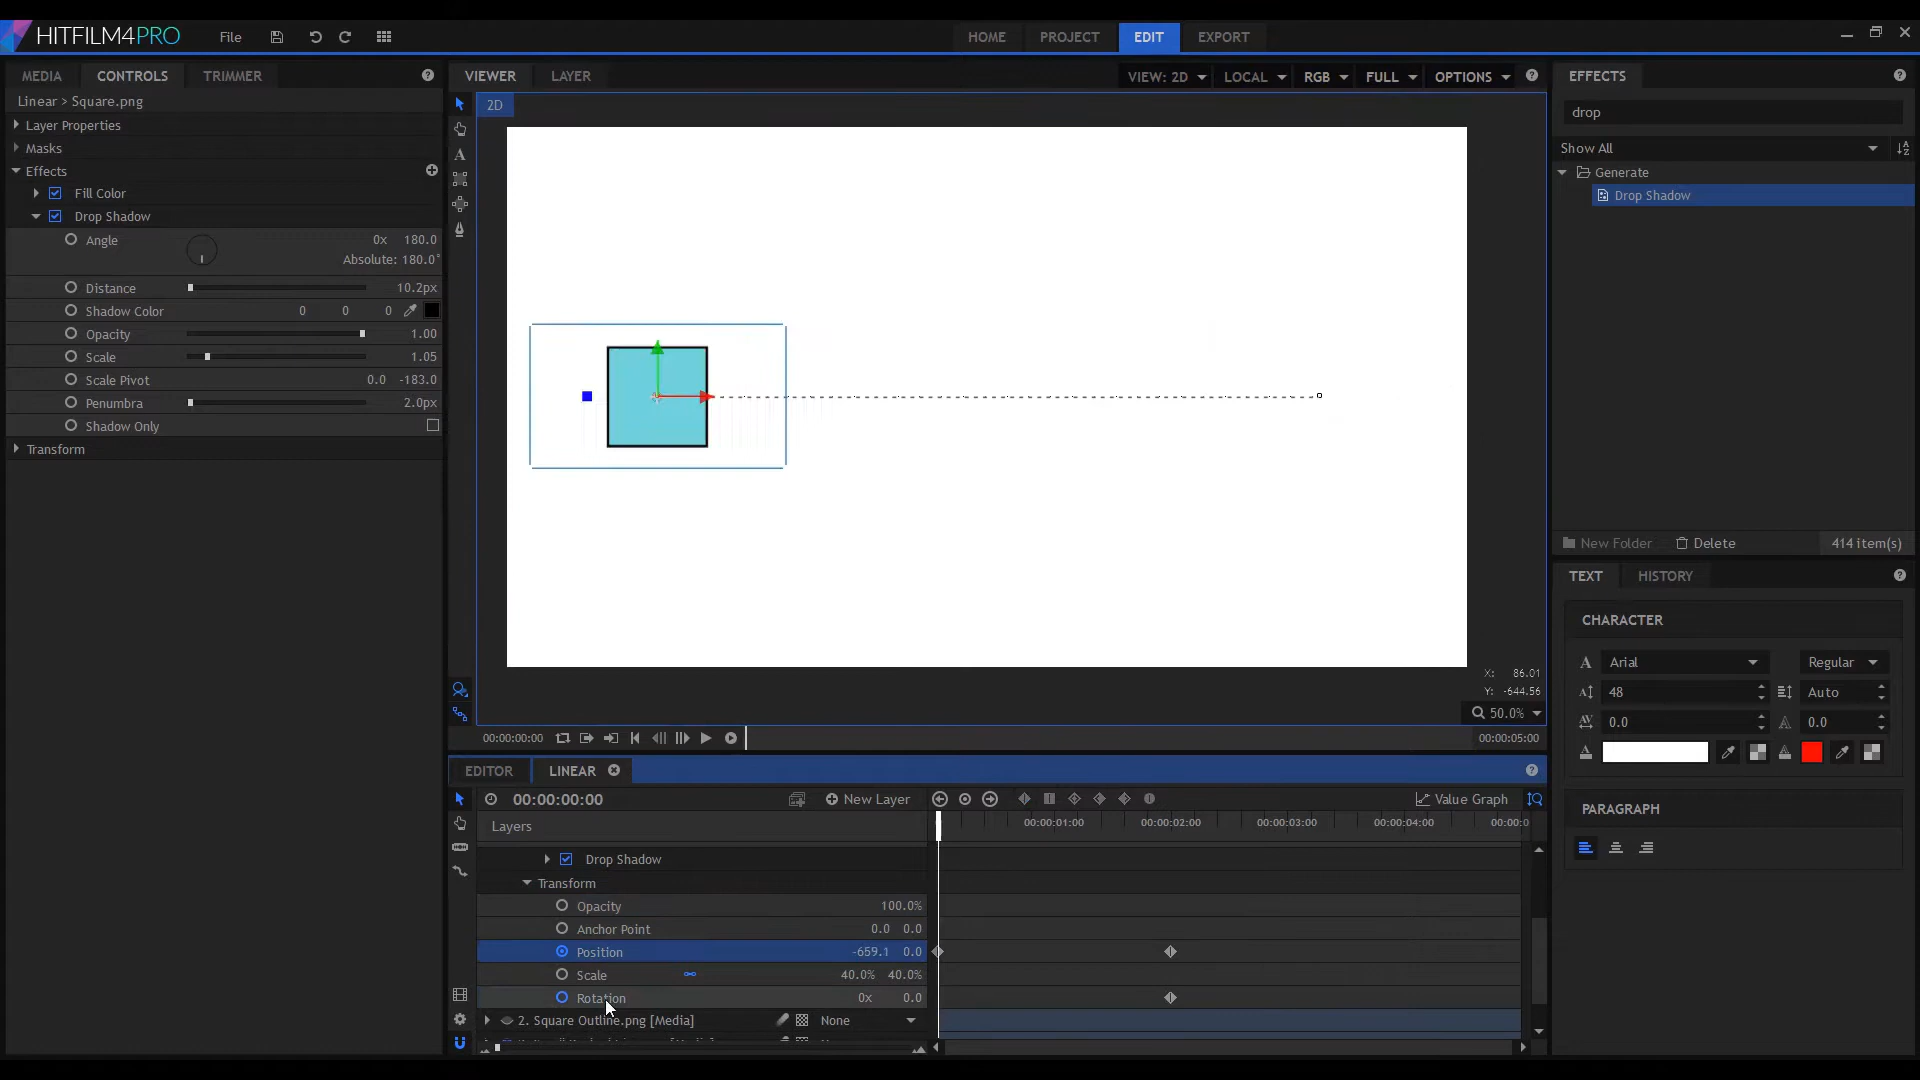 HITFILM4PRO File HOME PROJECT EDIT EXPORT
MEDIA CONTROLS TRIMMER
Linear > Square.png
Layer Properties
Masks
Effects
Fill Color
Drop Shadow
Angle 0x 180.0
Absolute: 180.0°
Distance 10.2px
Shadow Color 0 0 0
Opacity 1.00
Scale 1.05
Scale Pivot 0.0 -183.0
Penumbra 2.0px
Shadow Only
Transform
VIEWER LAYER VIEW: 2D LOCAL RGB FULL OPTIONS
2D
X: 86.01
Y: -644.56
50.0%
00:00:00:00 00:00:05:00
EDITOR LINEAR
00:00:00:00 New Layer Value Graph
Layers 00:00:01:00 00:00:02:00 00:00:03:00 00:00:04:00 00:00:0
Drop Shadow
Transform
Opacity 100.0%
Anchor Point 0.0 0.0
Position -659.1 0.0
Scale 40.0% 40.0%
Rotation 0x 0.0
2. Square Outline.png [Media] None
EFFECTS
drop
Show All
Generate
Drop Shadow
New Folder Delete 414 item(s)
TEXT HISTORY
CHARACTER
Arial Regular
48 Auto
0.0 0.0
PARAGRAPH